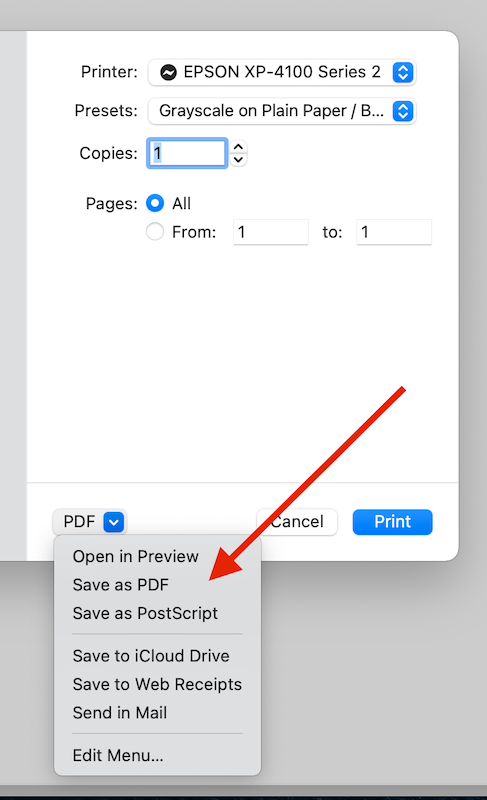 Printer: EPSON XP-4100 Series 2
Presets: Grayscale on Plain Paper / B...
Copies: 1
Pages: All
From: 1 to: 1
PDF Cancel Print
Open in Preview
Save as PDF
Save as PostScript
Save to iCloud Drive
Save to Web Receipts
Send in Mail
Edit Menu...